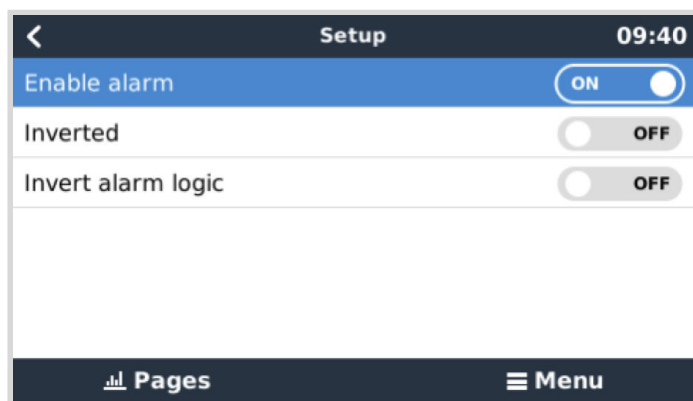 Setup 09:40
Enable alarm ON
Inverted OFF
Invert alarm logic OFF
Pages Menu